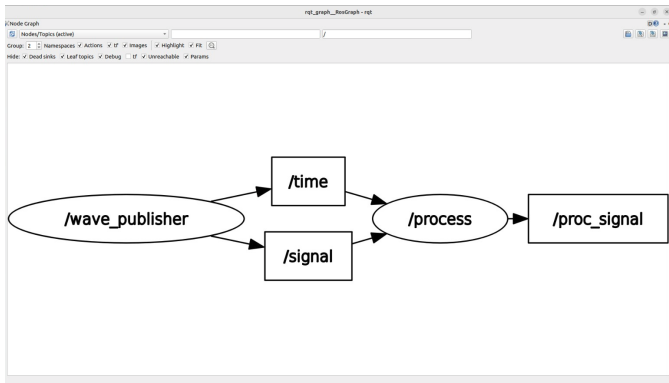 rqt_graph__RosGraph - rqt
Node Graph
Nodes/Topics (active)
/
Group: 2 Namespaces ✓ Actions ✓ tf ✓ Images ✓ Highlight ✓ Fit
Hide: ✓ Dead sinks ✓ Leaf topics ✓ Debug tf ✓ Unreachable ✓ Params
/time
/wave_publisher
/process
/proc_signal
/signal